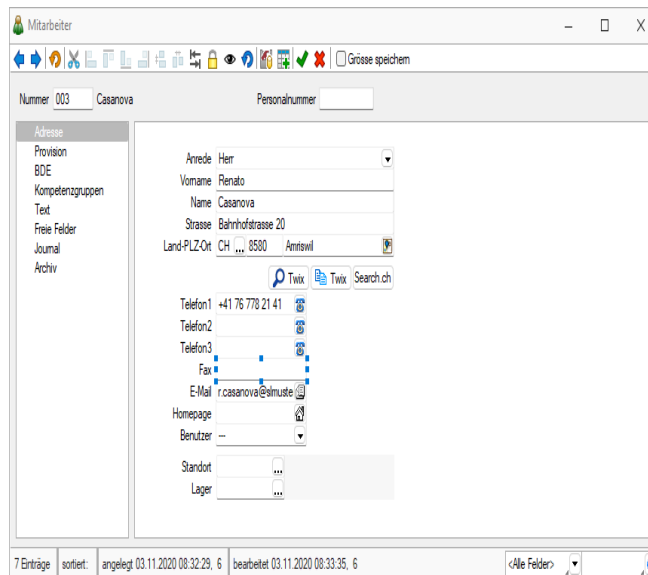 Mitarbeiter
Grösse speichern
Nummer 003 Casanova Personalnummer
Adresse
Provision
BDE
Kompetenzgruppen
Text
Freie Felder
Journal
Archiv
Anrede Herr
Vorname Renato
Name Casanova
Strasse Bahnhofstrasse 20
Land-PLZ-Ort CH ... 8580 Amriswil
Twix Twix Search.ch
Telefon1 +41 76 778 21 41
Telefon2
Telefon3
Fax
E-Mail r.casanova@slmuste
Homepage
Benutzer ---
Standort ...
Lager ...
7 Einträge sortiert: angelegt 03.11.2020 08:32:29, 6 bearbeitet 03.11.2020 08:33:35, 6 <Alle Felder>